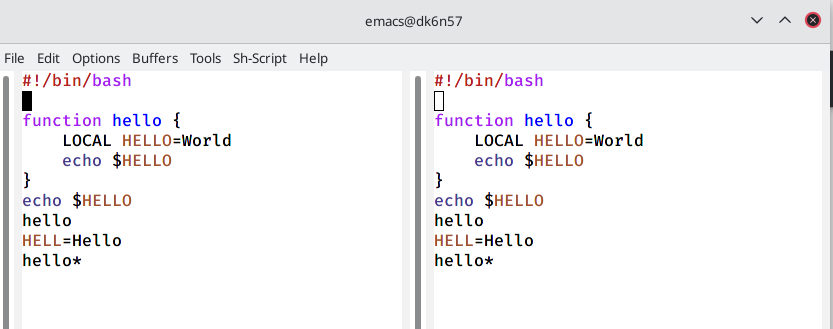 emacs@dk6n57
File Edit Options Buffers Tools Sh-Script Help
#!/bin/bash
function hello {
    LOCAL HELLO=World
    echo $HELLO
}
echo $HELLO
hello
HELL=Hello
hello*
#!/bin/bash
function hello {
    LOCAL HELLO=World
    echo $HELLO
}
echo $HELLO
hello
HELL=Hello
hello*